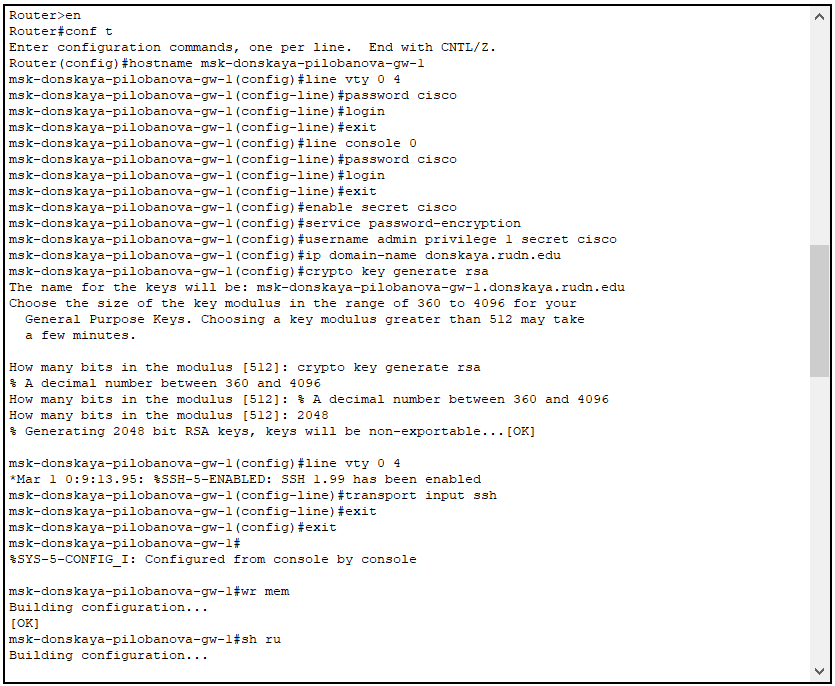 Router>en
Router#conf t
Enter configuration commands, one per line.  End with CNTL/Z.
Router(config)#hostname msk-donskaya-pilobanova-gw-1
msk-donskaya-pilobanova-gw-1(config)#line vty 0 4
msk-donskaya-pilobanova-gw-1(config-line)#password cisco
msk-donskaya-pilobanova-gw-1(config-line)#login
msk-donskaya-pilobanova-gw-1(config-line)#exit
msk-donskaya-pilobanova-gw-1(config)#line console 0
msk-donskaya-pilobanova-gw-1(config-line)#password cisco
msk-donskaya-pilobanova-gw-1(config-line)#login
msk-donskaya-pilobanova-gw-1(config-line)#exit
msk-donskaya-pilobanova-gw-1(config)#enable secret cisco
msk-donskaya-pilobanova-gw-1(config)#service password-encryption
msk-donskaya-pilobanova-gw-1(config)#username admin privilege 1 secret cisco
msk-donskaya-pilobanova-gw-1(config)#ip domain-name donskaya.rudn.edu
msk-donskaya-pilobanova-gw-1(config)#crypto key generate rsa
The name for the keys will be: msk-donskaya-pilobanova-gw-1.donskaya.rudn.edu
Choose the size of the key modulus in the range of 360 to 4096 for your
  General Purpose Keys. Choosing a key modulus greater than 512 may take
  a few minutes.

How many bits in the modulus [512]: crypto key generate rsa
% A decimal number between 360 and 4096
How many bits in the modulus [512]: % A decimal number between 360 and 4096
How many bits in the modulus [512]: 2048
% Generating 2048 bit RSA keys, keys will be non-exportable...[OK]

msk-donskaya-pilobanova-gw-1(config)#line vty 0 4
*Mar 1 0:9:13.95: %SSH-5-ENABLED: SSH 1.99 has been enabled
msk-donskaya-pilobanova-gw-1(config-line)#transport input ssh
msk-donskaya-pilobanova-gw-1(config-line)#exit
msk-donskaya-pilobanova-gw-1(config)#exit
msk-donskaya-pilobanova-gw-1#
%SYS-5-CONFIG_I: Configured from console by console

msk-donskaya-pilobanova-gw-1#wr mem
Building configuration...
[OK]
msk-donskaya-pilobanova-gw-1#sh ru
Building configuration...